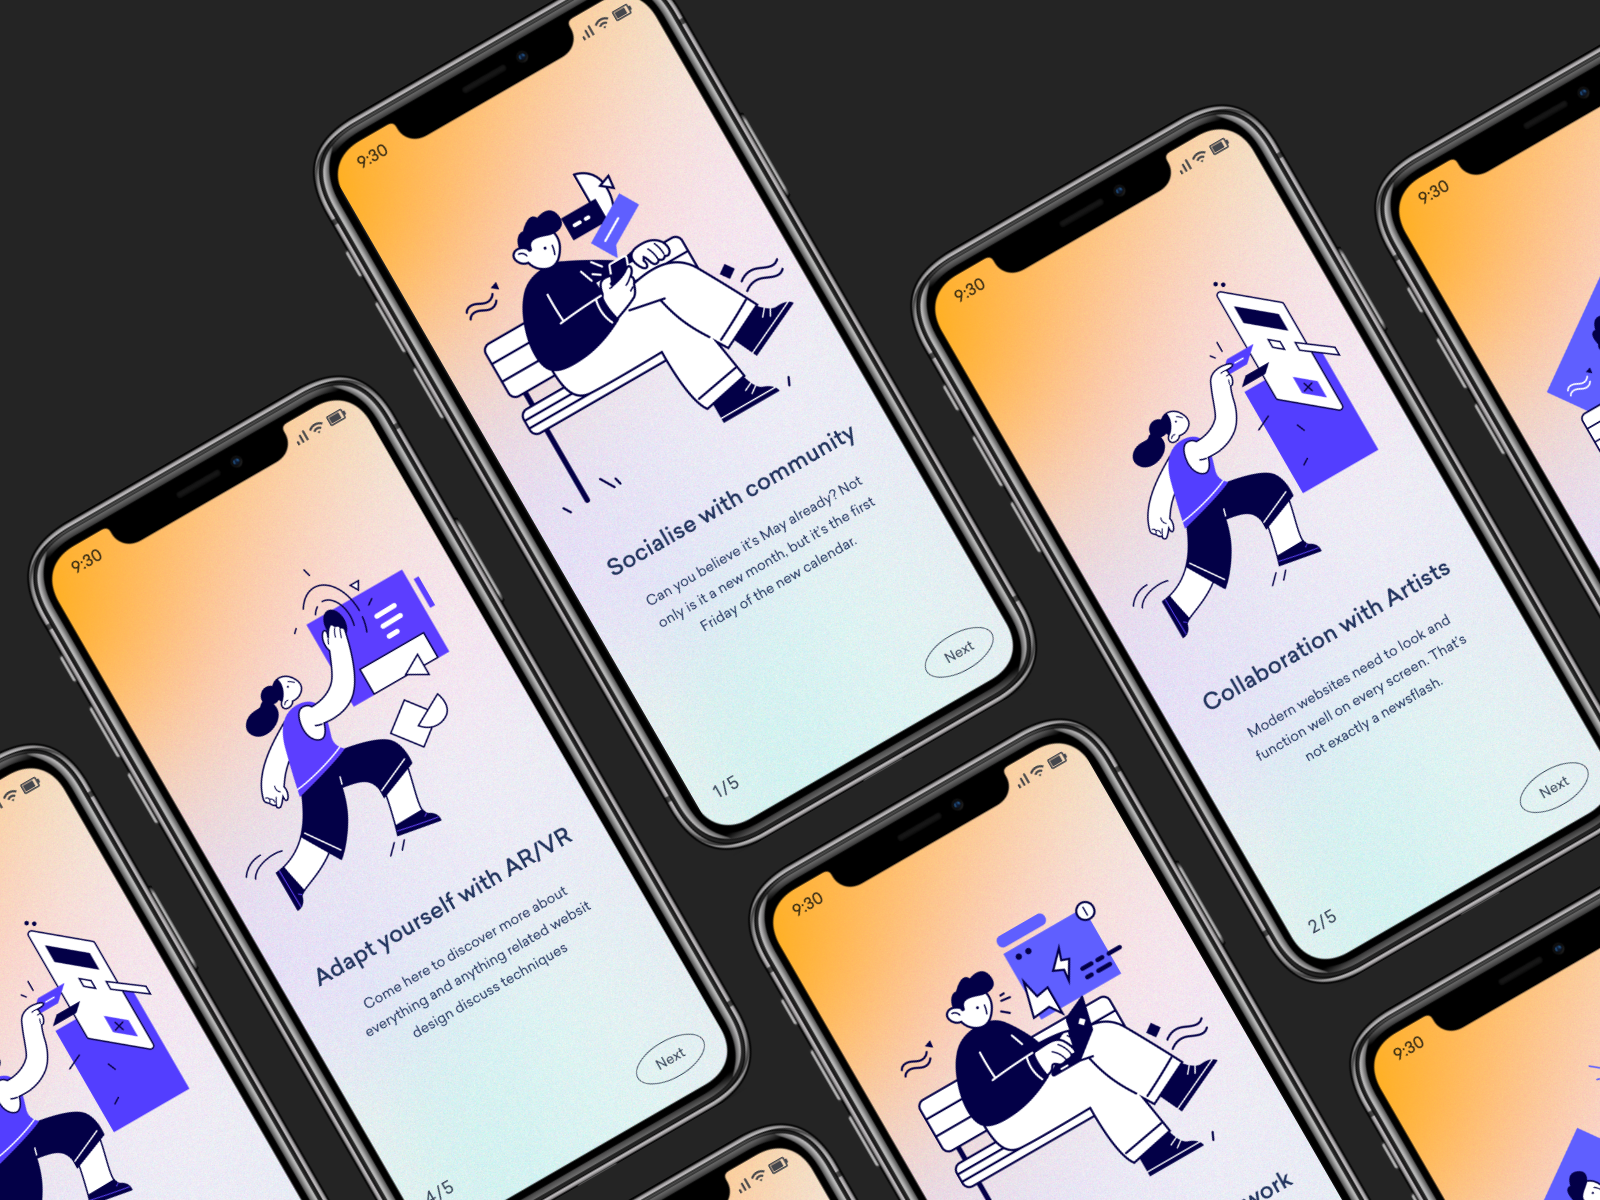 9:30
Socialise with community
Can you believe it's May already? Not
only is it a new month, but it's the first
Friday of the new calendar.
Next
1/5
9:30
Collaboration with Artists
Modern websites need to look and
function well on every screen. That's
not exactly a newsflash.
Next
2/5
9:30
9:30
Adapt yourself with AR/VR
Come here to discover more about
everything and anything related websit
design discuss techniques
Next
4/5
9:30
work
9:30